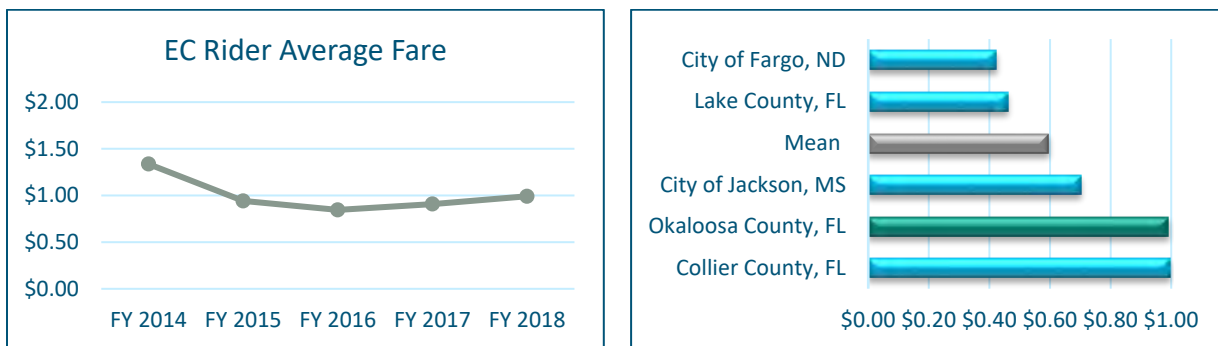 EC Rider Average Fare
$2.00
$1.50
$1.00
$0.50
$0.00
FY 2014 FY 2015 FY 2016 FY 2017 FY 2018
City of Fargo, ND
Lake County, FL
Mean
City of Jackson, MS
Okaloosa County, FL
Collier County, FL
$0.00 $0.20 $0.40 $0.60 $0.80 $1.00